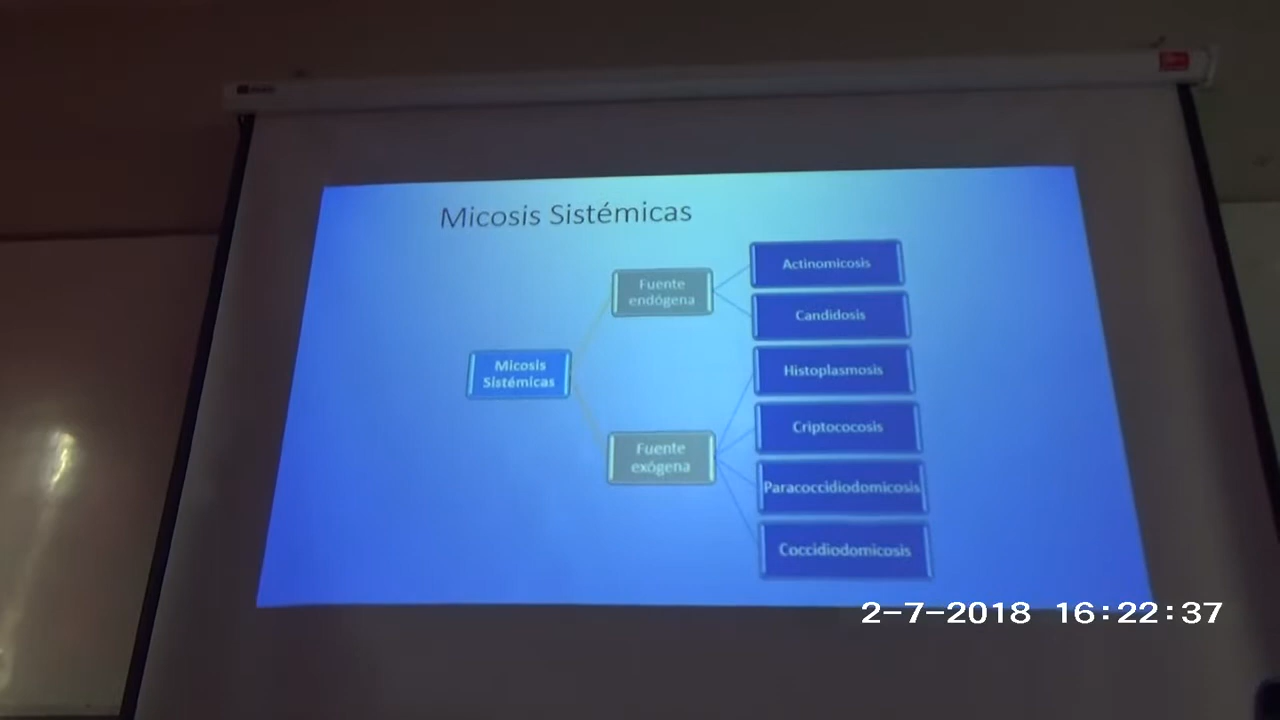 Micosis Sistémicas
Micosis
Sistémicas
Fuente
endógena
Actinomicosis
Candidosis
Fuente
exógena
Histoplasmosis
Criptococosis
Paracoccidiodomicosis
Coccidiodomicosis
2-7-2018 16:22:37